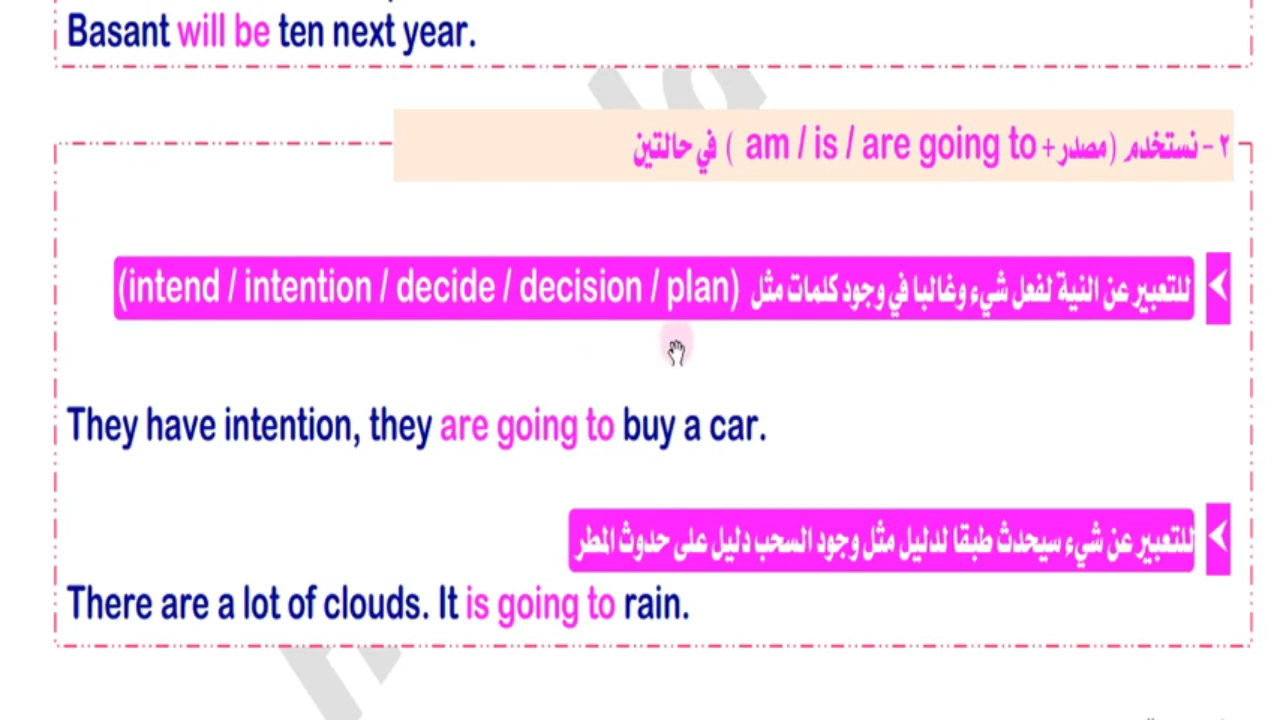 Basant will be ten next year.
٢ - نستخدم (مصدر + am / is / are going to ) في حالتين
للتعبير عن النية لفعل شيء وغالبا في وجود كلمات مثل (intend / intention / decide / decision / plan)
They have intention, they are going to buy a car.
للتعبير عن شيء سيحدث طبقا لدليل مثل وجود السحب دليل على حدوث المطر
There are a lot of clouds. It is going to rain.